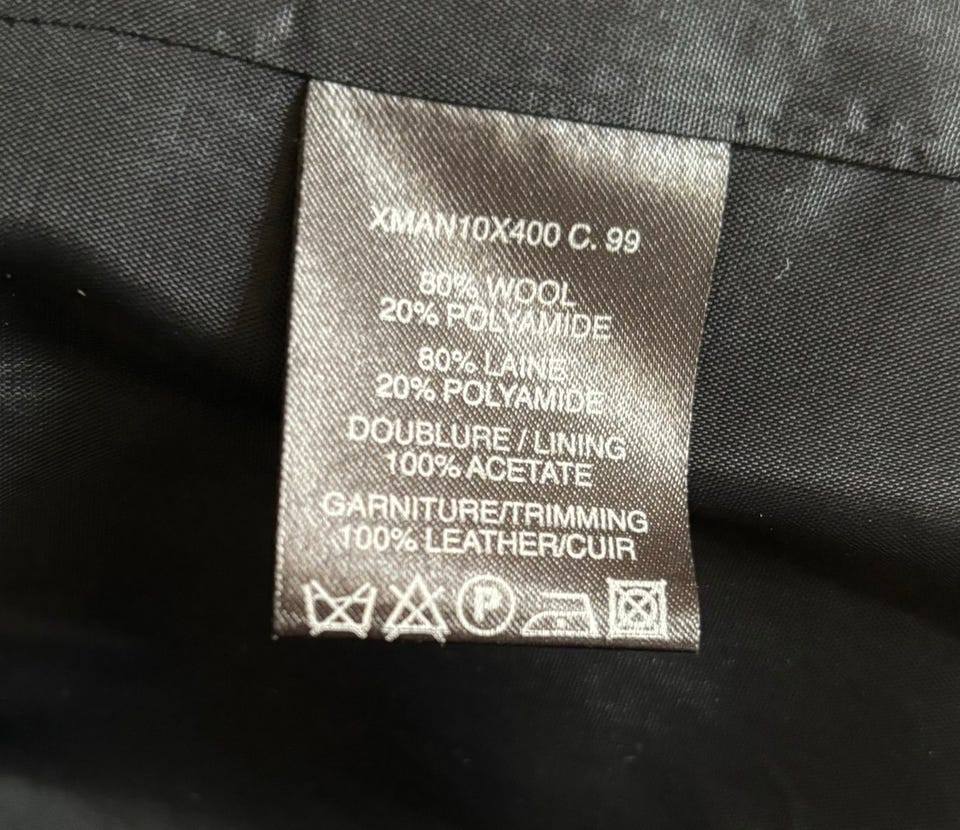 XMAN10X400 C. 99
80% WOOL
20% POLYAMIDE
80% LAINE
20% POLYAMIDE
DOUBLURE / LINING
100% ACETATE
GARNITURE/TRIMMING
100% LEATHER/CUIR
P